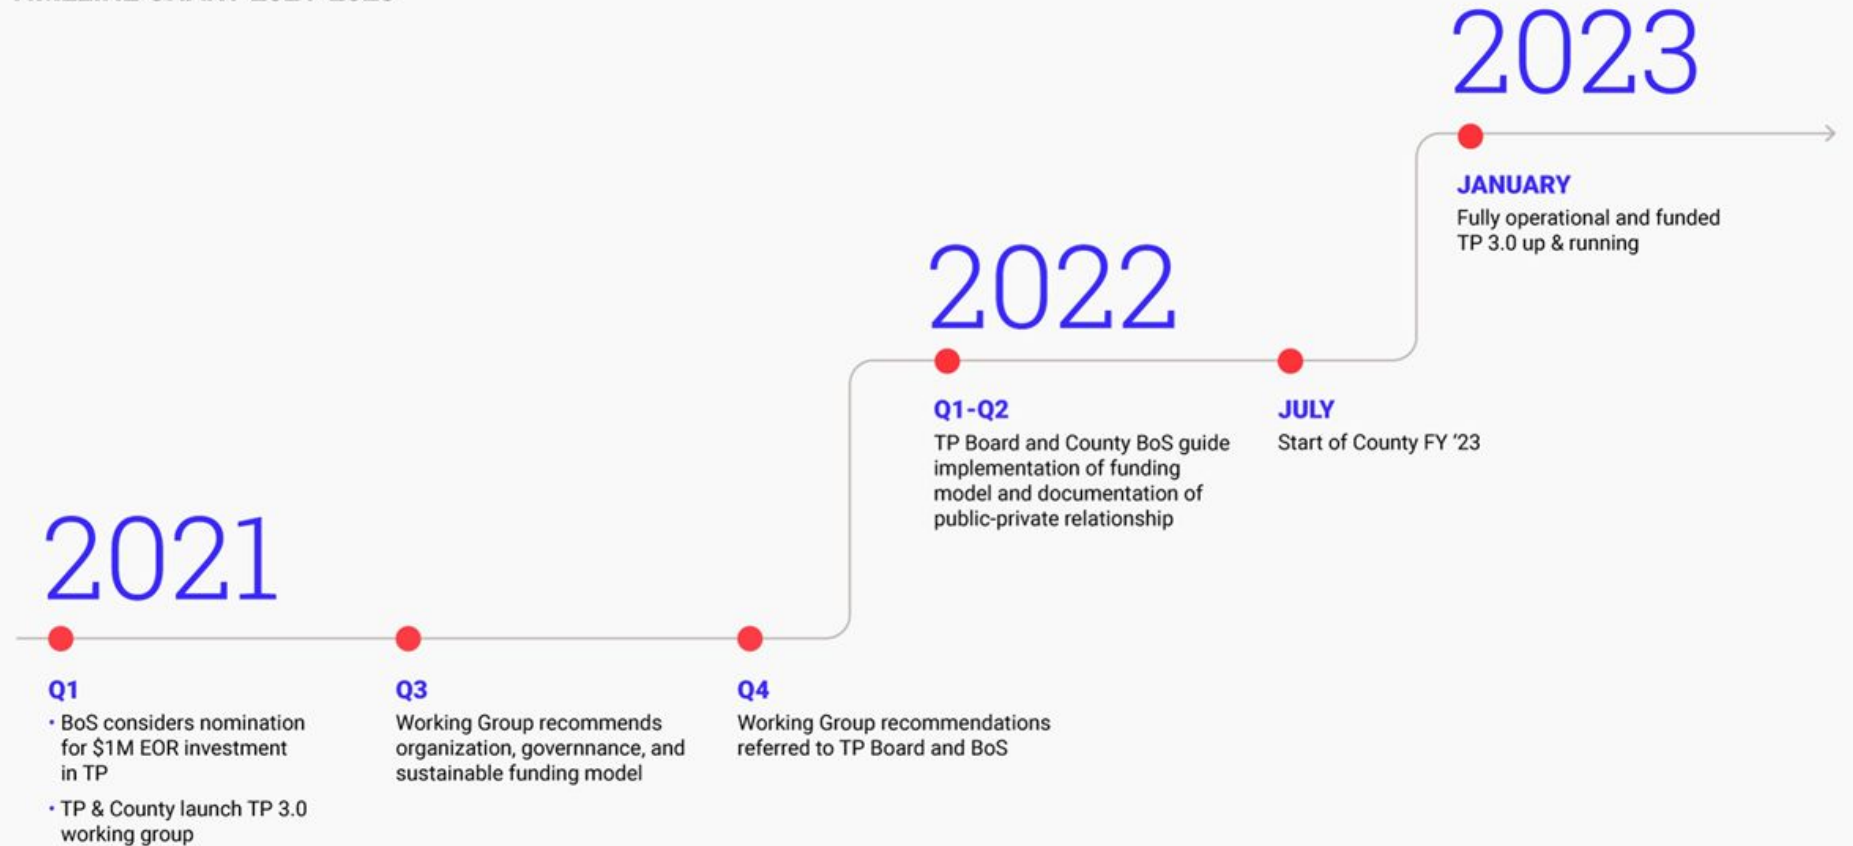 2021
Q1
• BoS considers nomination
for $1M EOR investment
in TP
• TP & County launch TP 3.0
working group
Q3
Working Group recommends
organization, governnance, and
sustainable funding model
Q4
Working Group recommendations
referred to TP Board and BoS
2022
Q1-Q2
TP Board and County BoS guide
implementation of funding
model and documentation of
public-private relationship
JULY
Start of County FY ‘23
2023
JANUARY
Fully operational and funded
TP 3.0 up & running